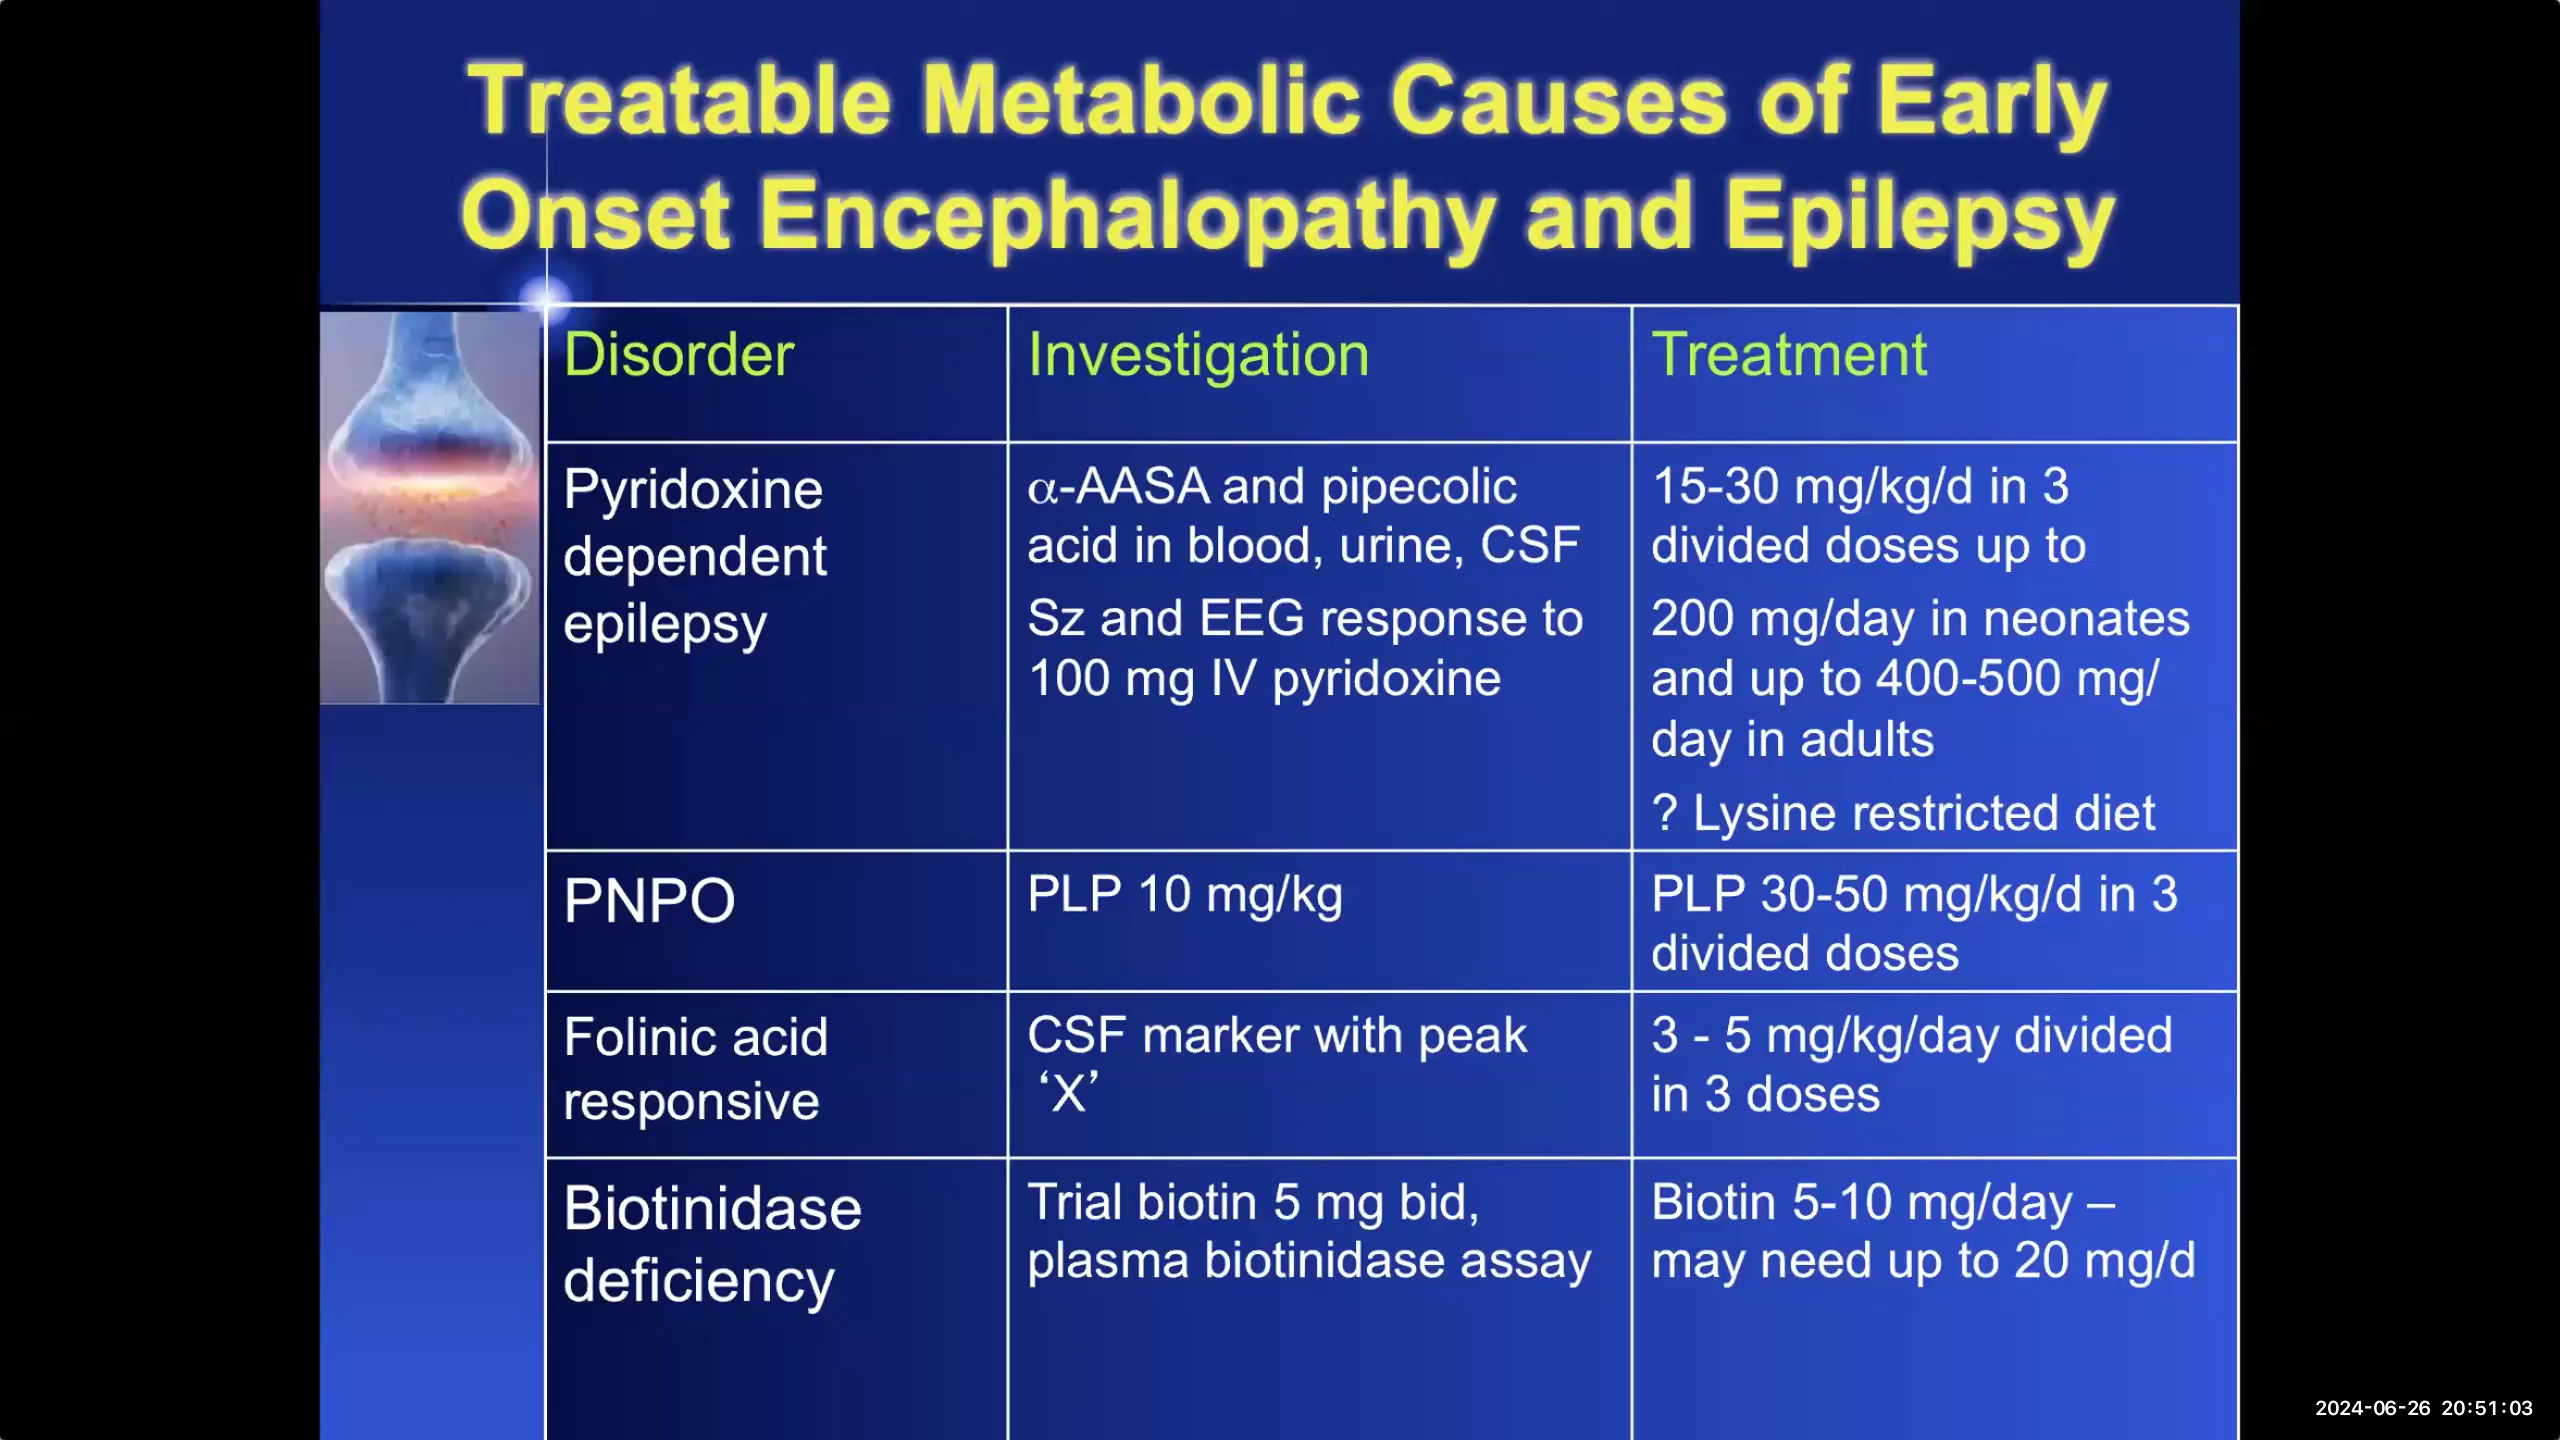 Treatable Metabolic Causes of Early
Onset Encephalopathy and Epilepsy
Disorder
Investigation
Treatment
Pyridoxine
dependent
epilepsy
α-AASA and pipecolic
acid in blood, urine, CSF
Sz and EEG response to
100 mg IV pyridoxine
15-30 mg/kg/d in 3
divided doses up to
200 mg/day in neonates
and up to 400-500 mg/
day in adults
? Lysine restricted diet
PNPO
PLP 10 mg/kg
PLP 30-50 mg/kg/d in 3
divided doses
Folinic acid
responsive
CSF marker with peak
‘X’
3 - 5 mg/kg/day divided
in 3 doses
Biotinidase
deficiency
Trial biotin 5 mg bid,
plasma biotinidase assay
Biotin 5-10 mg/day –
may need up to 20 mg/d
2024-06-26 20:51:03